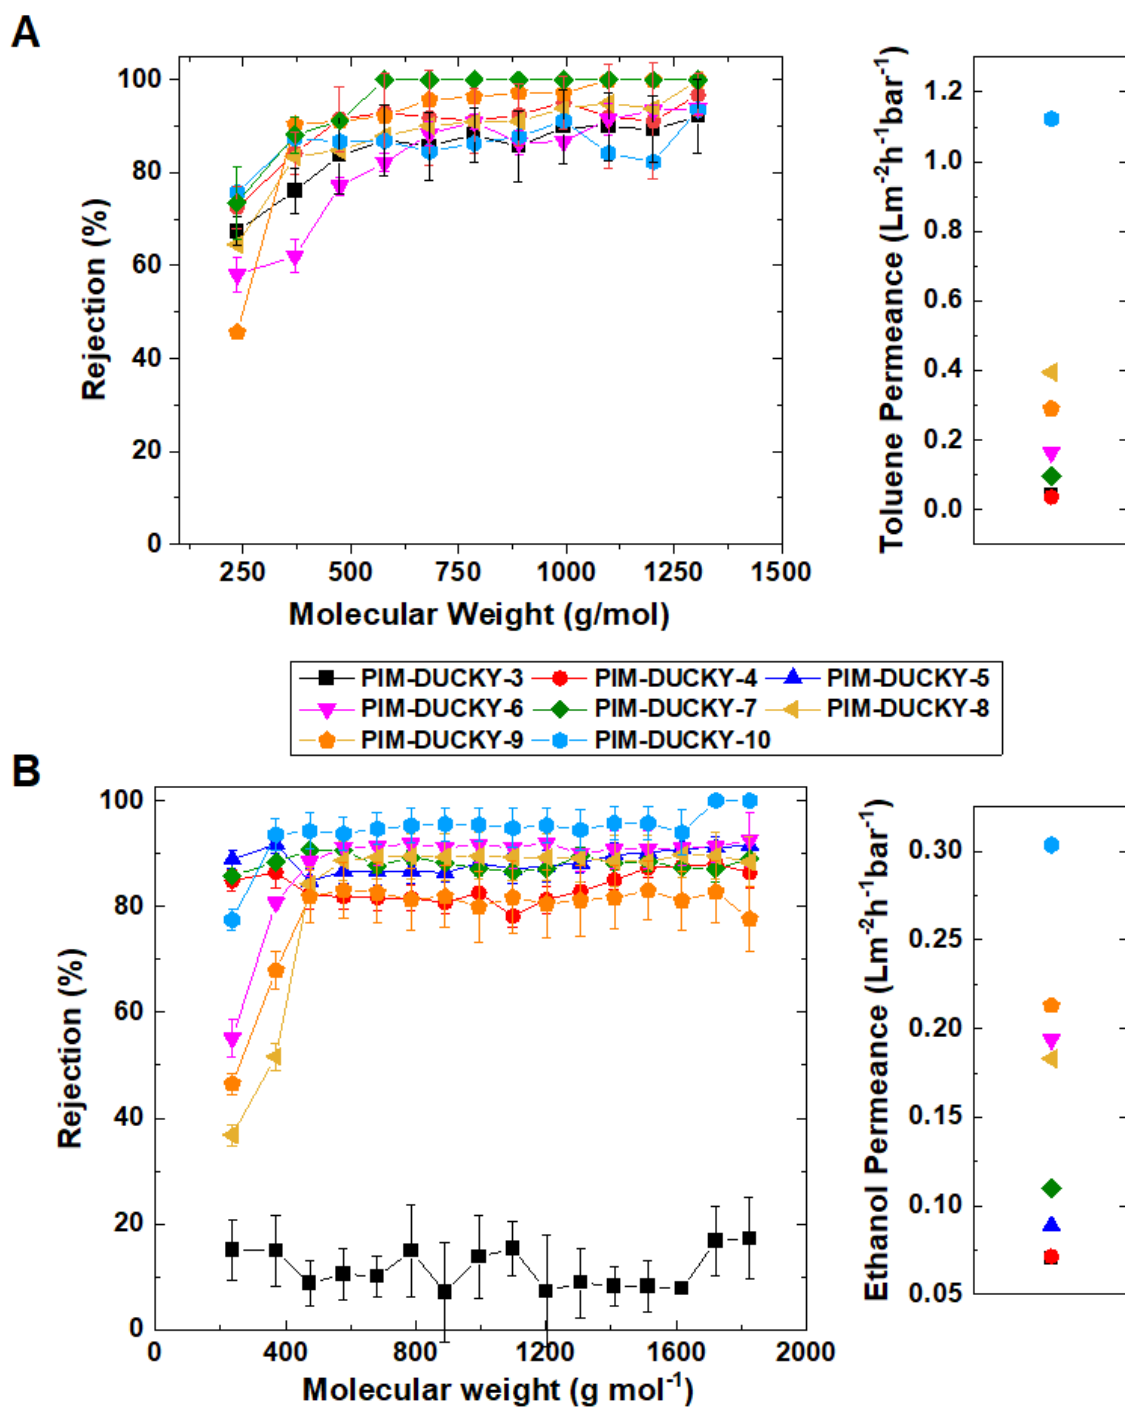 A
Rejection (%)
100
80
60
40
20
0
250 500 750 1000 1250 1500
Molecular Weight (g/mol)
Toluene Permeance (Lm⁻²h⁻¹bar⁻¹)
1.2
1.0
0.8
0.6
0.4
0.2
0.0
PIM-DUCKY-3 PIM-DUCKY-4 PIM-DUCKY-5
PIM-DUCKY-6 PIM-DUCKY-7 PIM-DUCKY-8
PIM-DUCKY-9 PIM-DUCKY-10
B
Rejection (%)
100
80
60
40
20
0
0 400 800 1200 1600 2000
Molecular weight (g mol⁻¹)
Ethanol Permeance (Lm⁻²h⁻¹bar⁻¹)
0.30
0.25
0.20
0.15
0.10
0.05